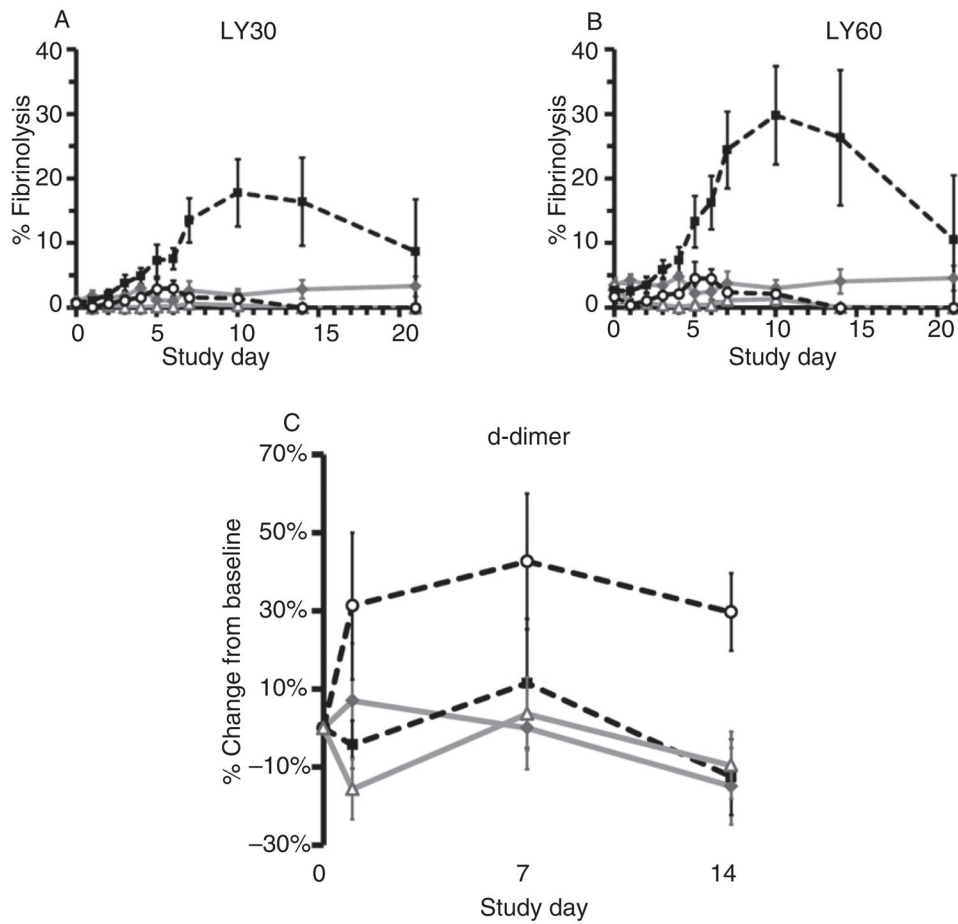 A
LY30
40
30
20
10
0
% Fibrinolysis
0 5 10 15 20
Study day
B
LY60
40
30
20
10
0
% Fibrinolysis
0 5 10 15 20
Study day
C
d-dimer
70%
50%
30%
10%
–10%
–30%
% Change from baseline
0 7 14
Study day